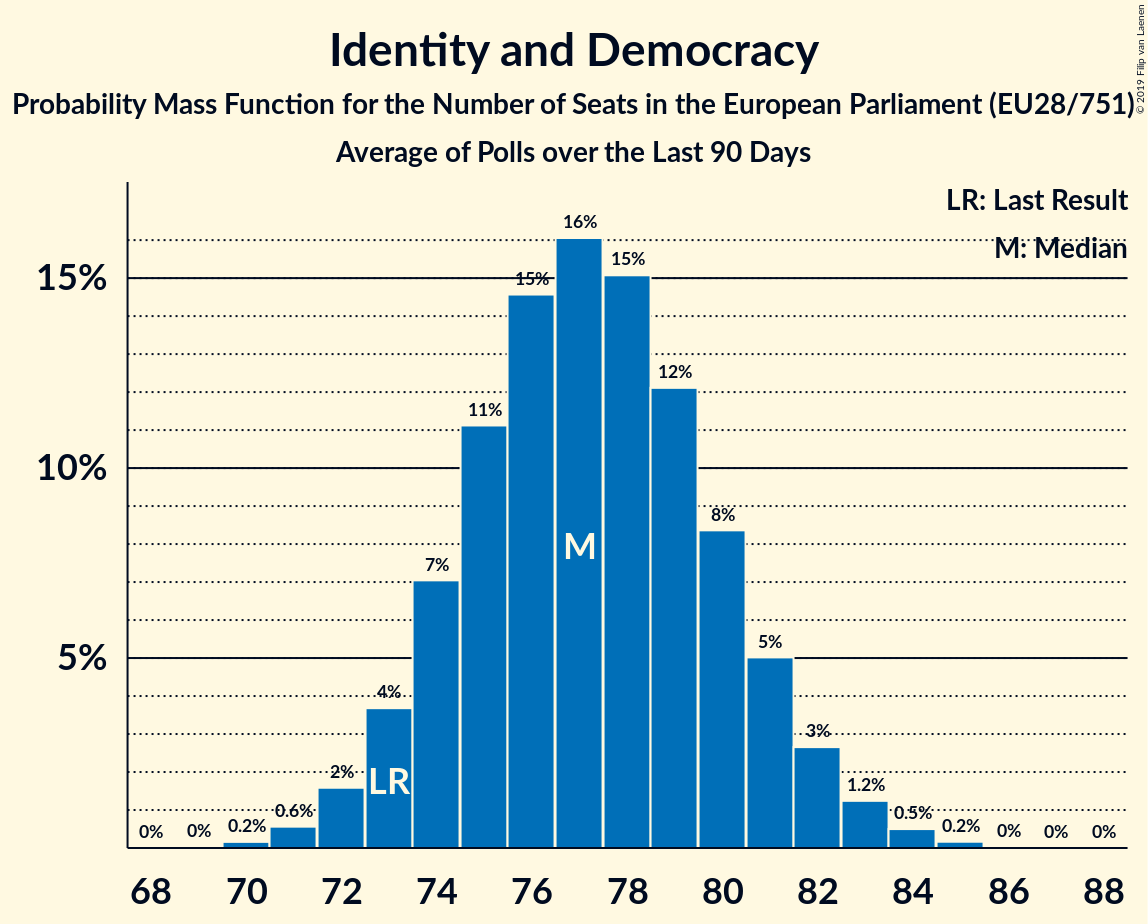 Identity and Democracy
Probability Mass Function for the Number of Seats in the European Parliament (EU28/751)
Average of Polls over the Last 90 Days
© 2019 Filip van Laenen
LR: Last Result
M: Median
15%
10%
5%
0%
0%
0.2%
0.6%
2%
4%
7%
11%
15%
16%
15%
12%
8%
5%
3%
1.2%
0.5%
0.2%
0%
0%
0%
LR
M
68 70 72 74 76 78 80 82 84 86 88